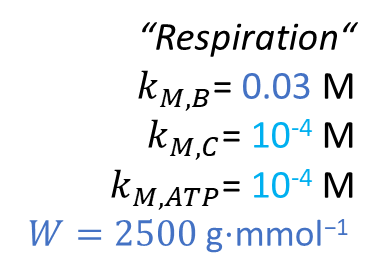 “Respiration“
k_{M,B}= 0.03 M
k_{M,C}= 10^{-4} M
k_{M,ATP}= 10^{-4} M
W = 2500 g·mmol^{−1}